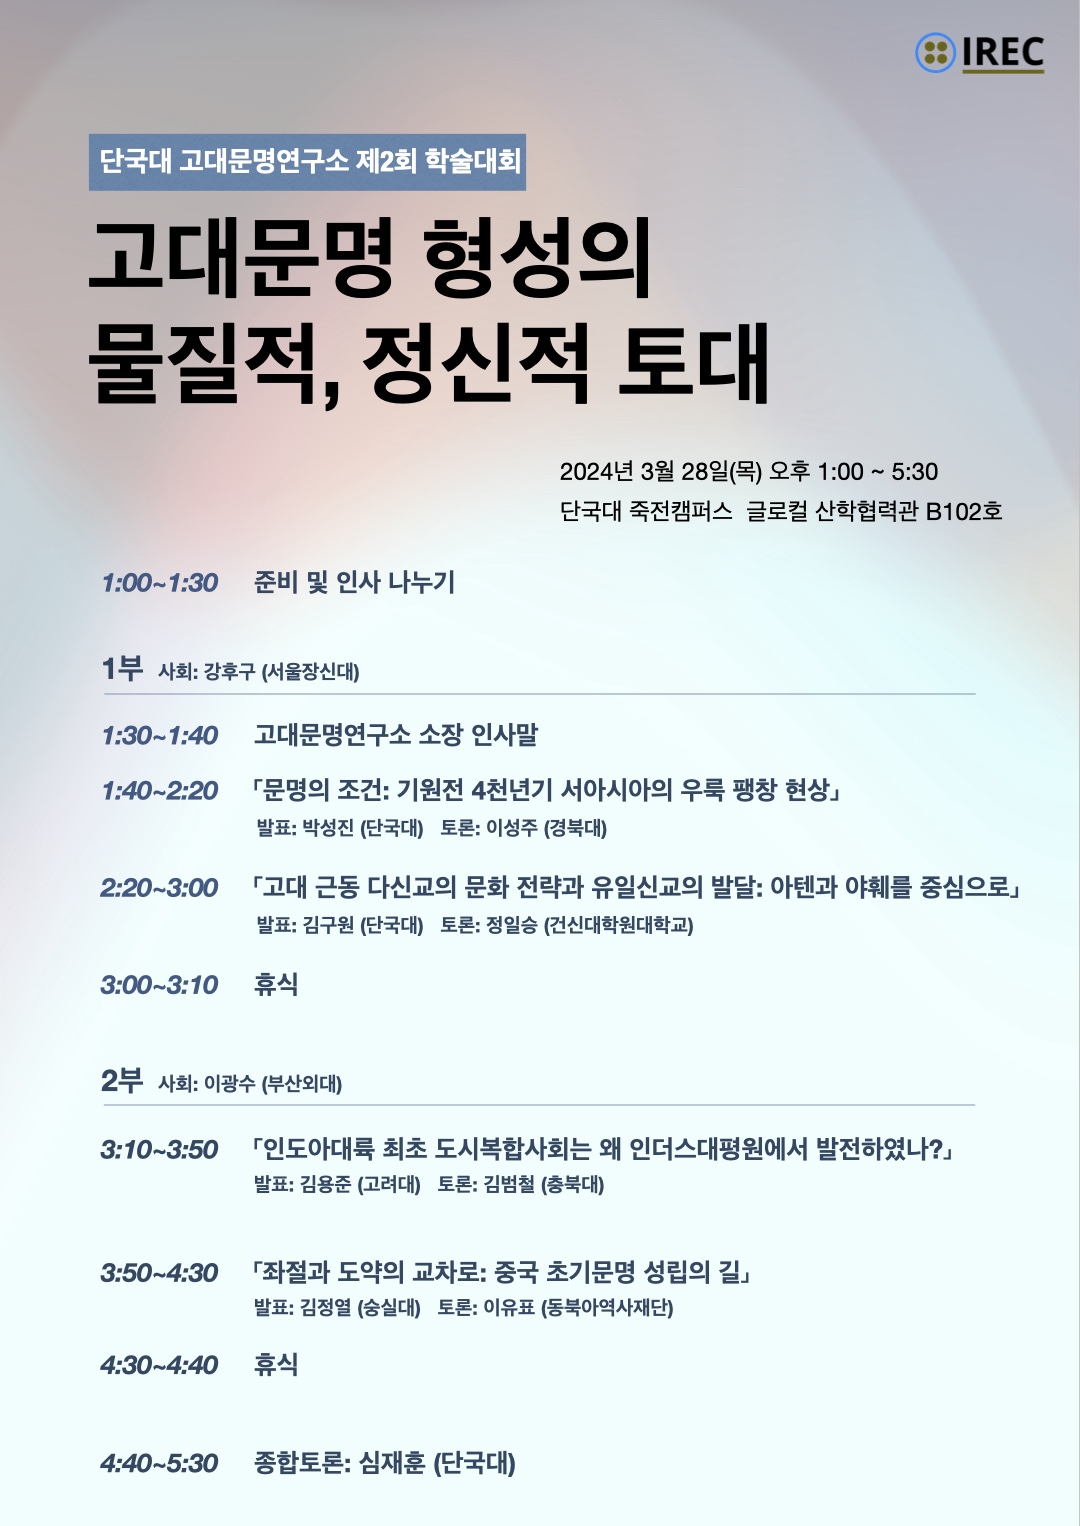 IREC
단국대 고대문명연구소 제2회 학술대회
고대문명 형성의
물질적, 정신적 토대
2024년 3월 28일(목) 오후 1:00 ~ 5:30
단국대 죽전캠퍼스 글로컬 산학협력관 B102호
1:00~1:30 준비 및 인사 나누기
1부 사회: 강후구 (서울장신대)
1:30~1:40 고대문명연구소 소장 인사말
1:40~2:20 「문명의 조건: 기원전 4천년기 서아시아의 우룩 팽창 현상」
발표: 박성진 (단국대) 토론: 이성주 (경북대)
2:20~3:00 「고대 근동 다신교의 문화 전략과 유일신교의 발달: 아텐과 야훼를 중심으로」
발표: 김구원 (단국대) 토론: 정일승 (건신대학원대학교)
3:00~3:10 휴식
2부 사회: 이광수 (부산외대)
3:10~3:50 「인도아대륙 최초 도시복합사회는 왜 인더스대평원에서 발전하였나?」
발표: 김용준 (고려대) 토론: 김범철 (충북대)
3:50~4:30 「좌절과 도약의 교차로: 중국 초기문명 성립의 길」
발표: 김정열 (숭실대) 토론: 이유표 (동북아역사재단)
4:30~4:40 휴식
4:40~5:30 종합토론: 심재훈 (단국대)